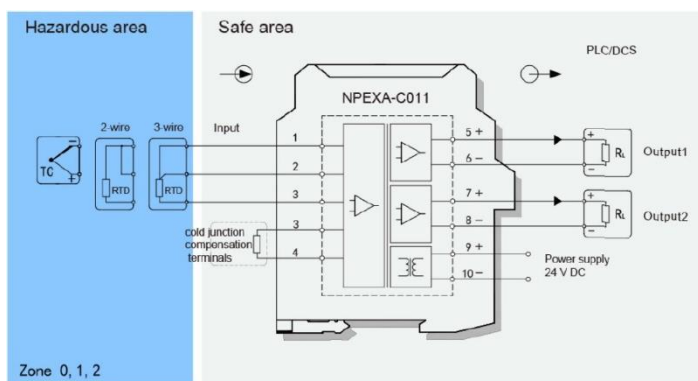 Hazardous area
Safe area
PLC/DCS
NPEXA-C011
2-wire
3-wire
Input
TC
−
+
RTD
RTD
1
2
3
3
4
cold junction
componsation
terminals
5 +
6 −
7 +
8 −
9 +
10 −
+
−
RL
Output1
+
−
RL
Output2
Power supply
24 V DC
Zone 0, 1, 2